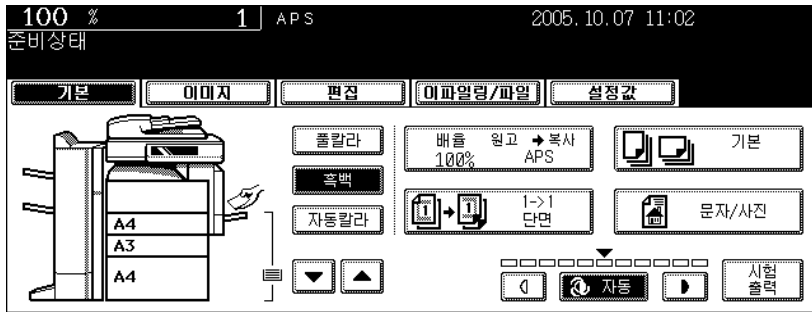 100 % 1 APS 2005.10.07 11:02
준비상태
기본 이미지 편집 이파일링/파일 설정값
풀칼라
흑백
자동칼라
배율 원고 → 복사
100% APS
기본
1->1
단면
문자/사진
A4
A3
A4
자동
시험
출력